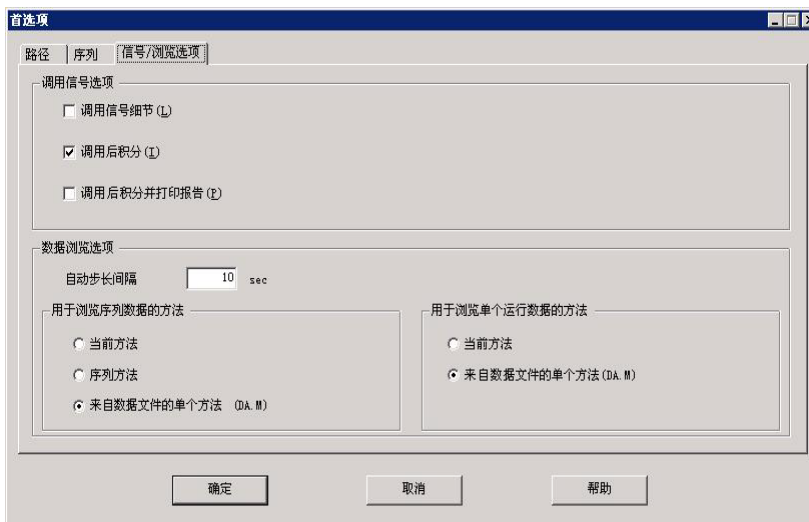 首选项
路径 序列 信号/浏览选项
调用信号选项
调用信号细节(L)
调用后积分(I)
调用后积分并打印报告(P)
数据浏览选项
自动步长间隔 10 sec
用于浏览序列数据的方法
当前方法
序列方法
来自数据文件的单个方法 (DA.M)
用于浏览单个运行数据的方法
当前方法
来自数据文件的单个方法(DA.M)
确定 取消 帮助